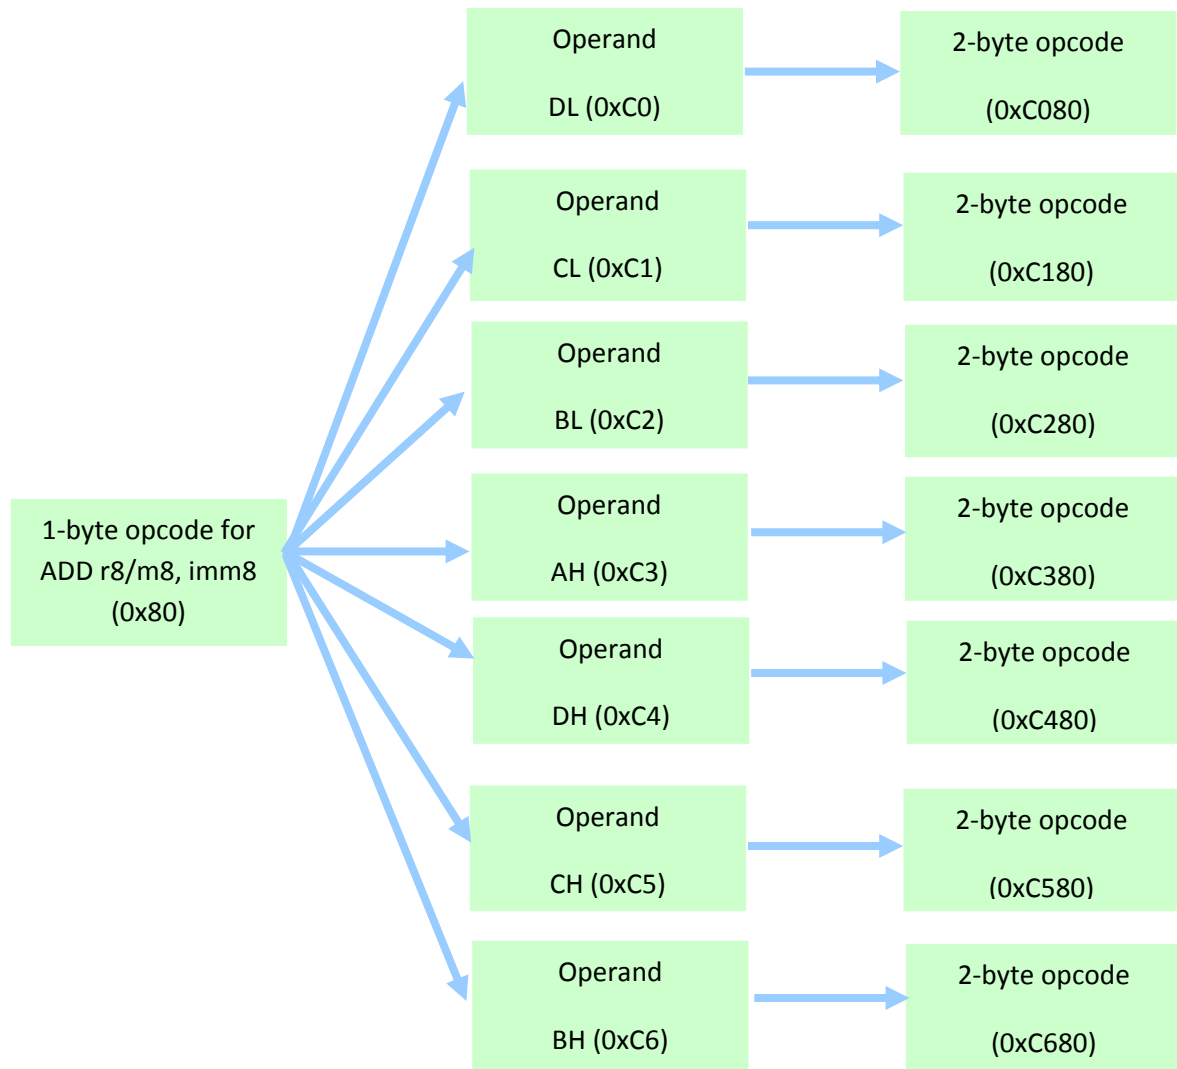 Operand
DL (0xC0)
2-byte opcode
(0xC080)
Operand
CL (0xC1)
2-byte opcode
(0xC180)
Operand
BL (0xC2)
2-byte opcode
(0xC280)
1-byte opcode for
ADD r8/m8, imm8
(0x80)
Operand
AH (0xC3)
2-byte opcode
(0xC380)
Operand
DH (0xC4)
2-byte opcode
(0xC480)
Operand
CH (0xC5)
2-byte opcode
(0xC580)
Operand
BH (0xC6)
2-byte opcode
(0xC680)